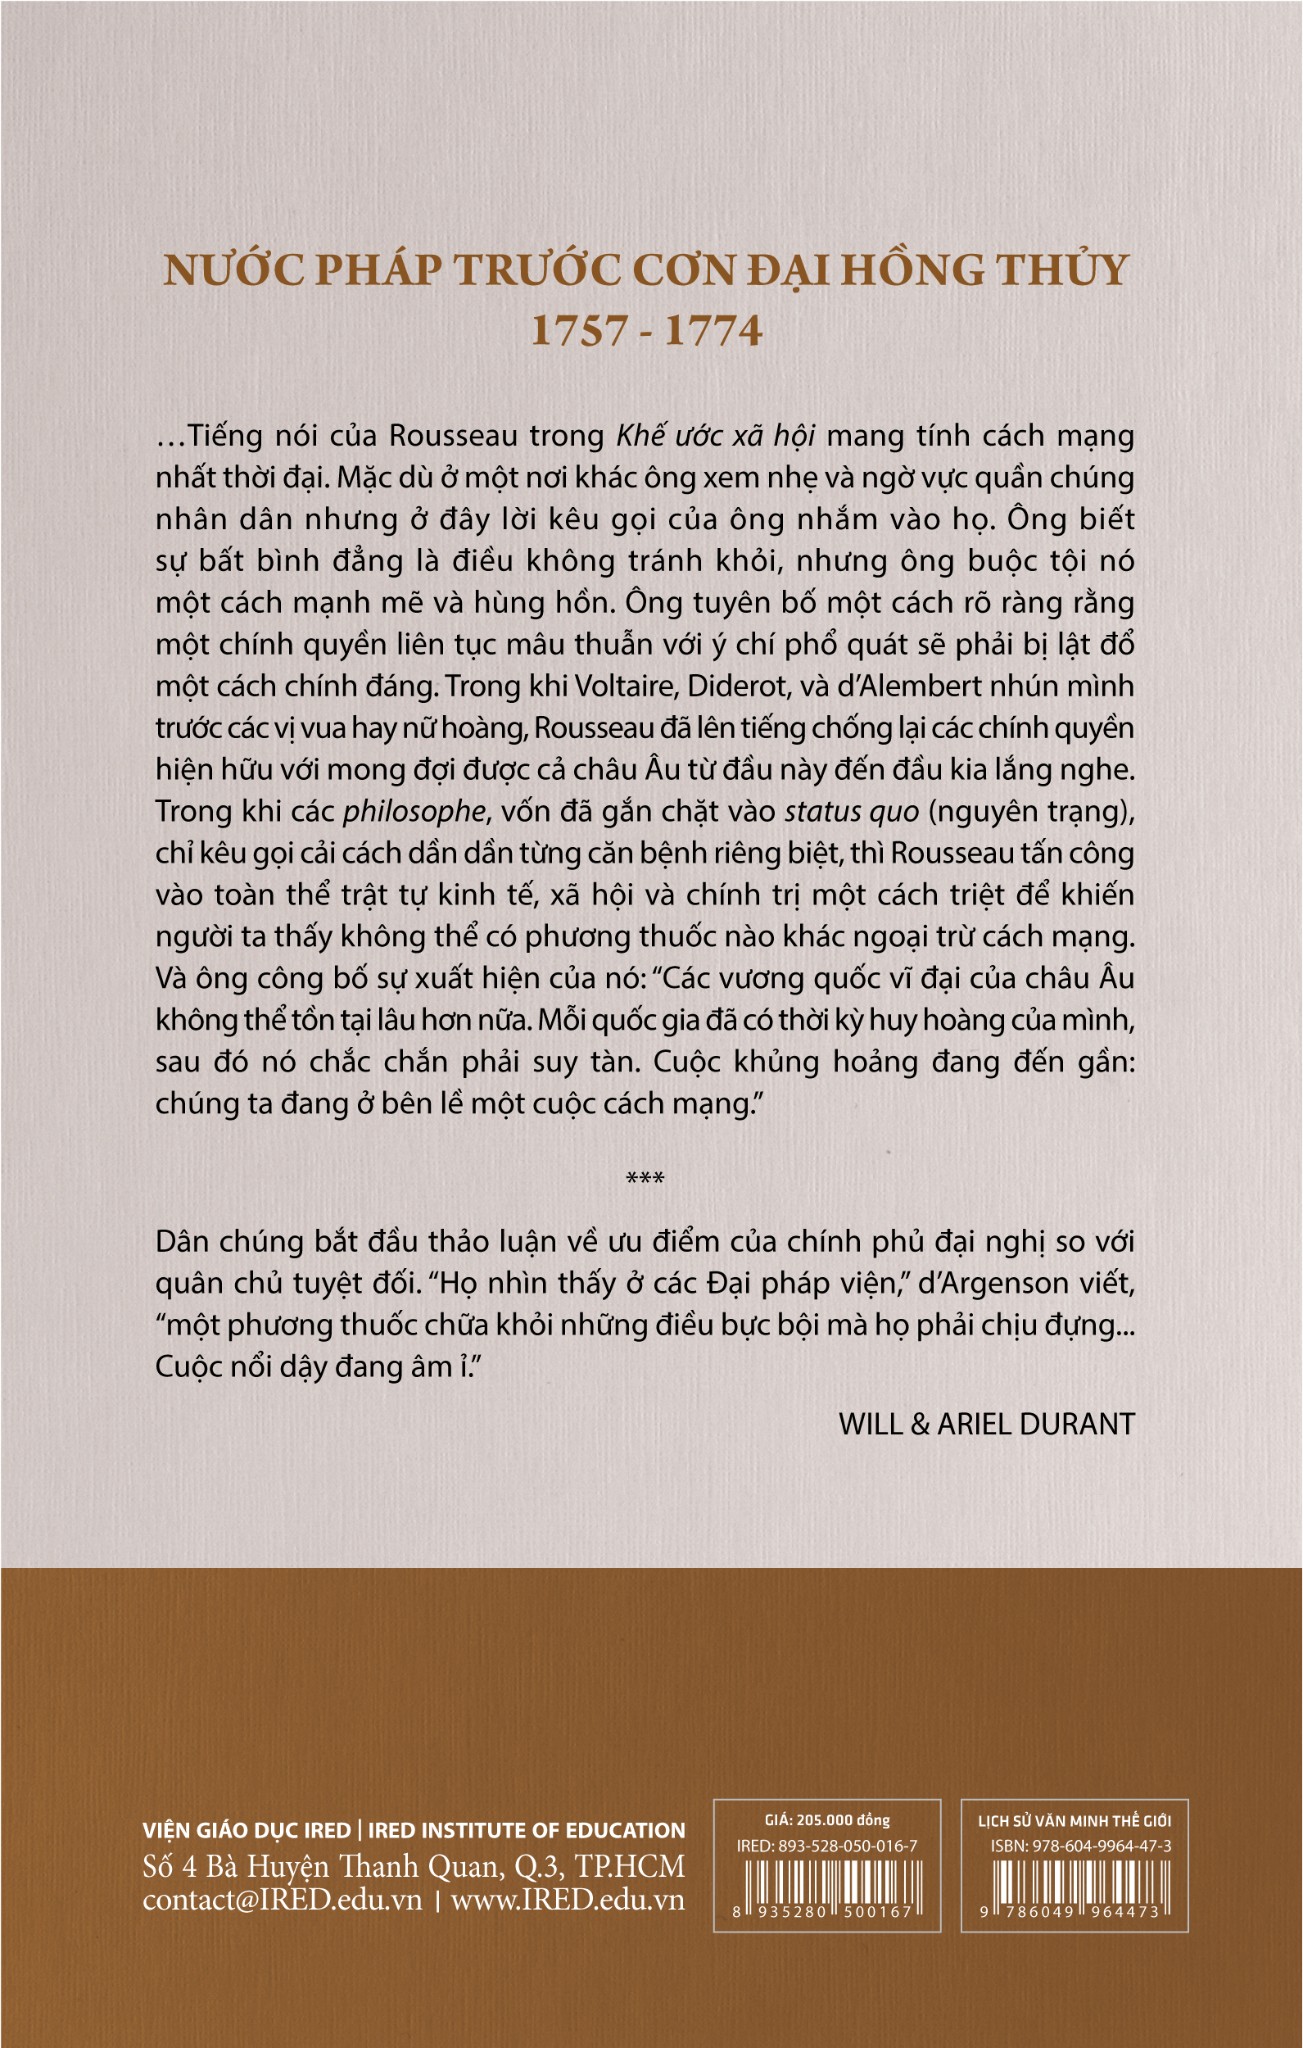 NƯỚC PHÁP TRƯỚC CƠN ĐẠI HỒNG THỦY
1757 - 1774
…Tiếng nói của Rousseau trong Khế ước xã hội mang tính cách mạng
nhất thời đại. Mặc dù ở một nơi khác ông xem nhẹ và ngờ vực quần chúng
nhân dân nhưng ở đây lời kêu gọi của ông nhắm vào họ. Ông biết
sự bất bình đẳng là điều không tránh khỏi, nhưng ông buộc tội nó
một cách mạnh mẽ và hùng hồn. Ông tuyên bố một cách rõ ràng rằng
một chính quyền liên tục mâu thuẫn với ý chí phổ quát sẽ phải bị lật đổ
một cách chính đáng. Trong khi Voltaire, Diderot, và d’Alembert nhún mình
trước các vị vua hay nữ hoàng, Rousseau đã lên tiếng chống lại các chính quyền
hiện hữu với mong đợi được cả châu Âu từ đầu này đến đầu kia lắng nghe.
Trong khi các philosophe, vốn đã gắn chặt vào status quo (nguyên trạng),
chỉ kêu gọi cải cách dần dần từng căn bệnh riêng biệt, thì Rousseau tấn công
vào toàn thể trật tự kinh tế, xã hội và chính trị một cách triệt để khiến
người ta thấy không thể có phương thuốc nào khác ngoại trừ cách mạng.
Và ông công bố sự xuất hiện của nó: “Các vương quốc vĩ đại của châu Âu
không thể tồn tại lâu hơn nữa. Mỗi quốc gia đã có thời kỳ huy hoàng của mình,
sau đó nó chắc chắn phải suy tàn. Cuộc khủng hoảng đang đến gần:
chúng ta đang ở bên lề một cuộc cách mạng.”
***
Dân chúng bắt đầu thảo luận về ưu điểm của chính phủ đại nghị so với
quân chủ tuyệt đối. “Họ nhìn thấy ở các Đại pháp viện,” d’Argenson viết,
“một phương thuốc chữa khỏi những điều bực bội mà họ phải chịu đựng...
Cuộc nổi dậy đang âm ỉ.”
WILL & ARIEL DURANT
VIỆN GIÁO DỤC IRED | IRED INSTITUTE OF EDUCATION
Số 4 Bà Huyện Thanh Quan, Q.3, TP.HCM
contact@IRED.edu.vn | www.IRED.edu.vn
GIÁ: 205.000 đồng
IRED: 893-528-050-016-7
8 935280 500167
LỊCH SỬ VĂN MINH THẾ GIỚI
ISBN: 978-604-9964-47-3
9 786049 964473